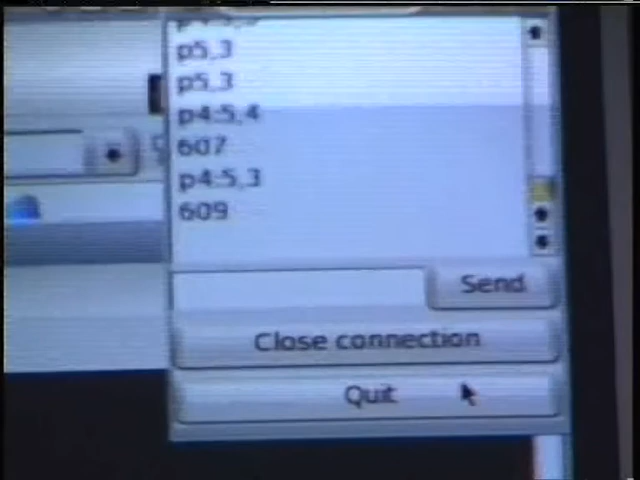 p5,3
p5,3
p4:5,4
607
p4:5,3
609
Send
Close connection
Quit